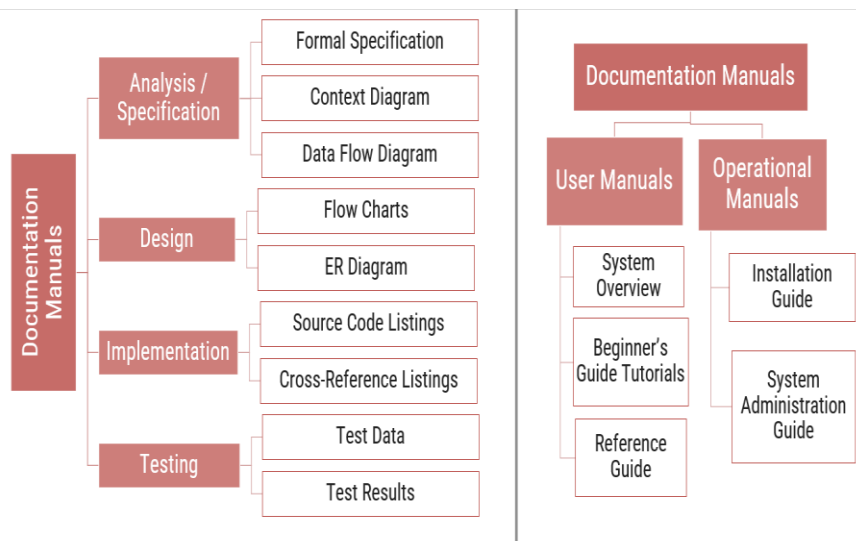 Documentation
Manuals
Analysis /
Specification
Formal Specification
Context Diagram
Data Flow Diagram
Design
Flow Charts
ER Diagram
Implementation
Source Code Listings
Cross-Reference Listings
Testing
Test Data
Test Results
Documentation Manuals
User Manuals
System
Overview
Beginner's
Guide Tutorials
Reference
Guide
Operational
Manuals
Installation
Guide
System
Administration
Guide